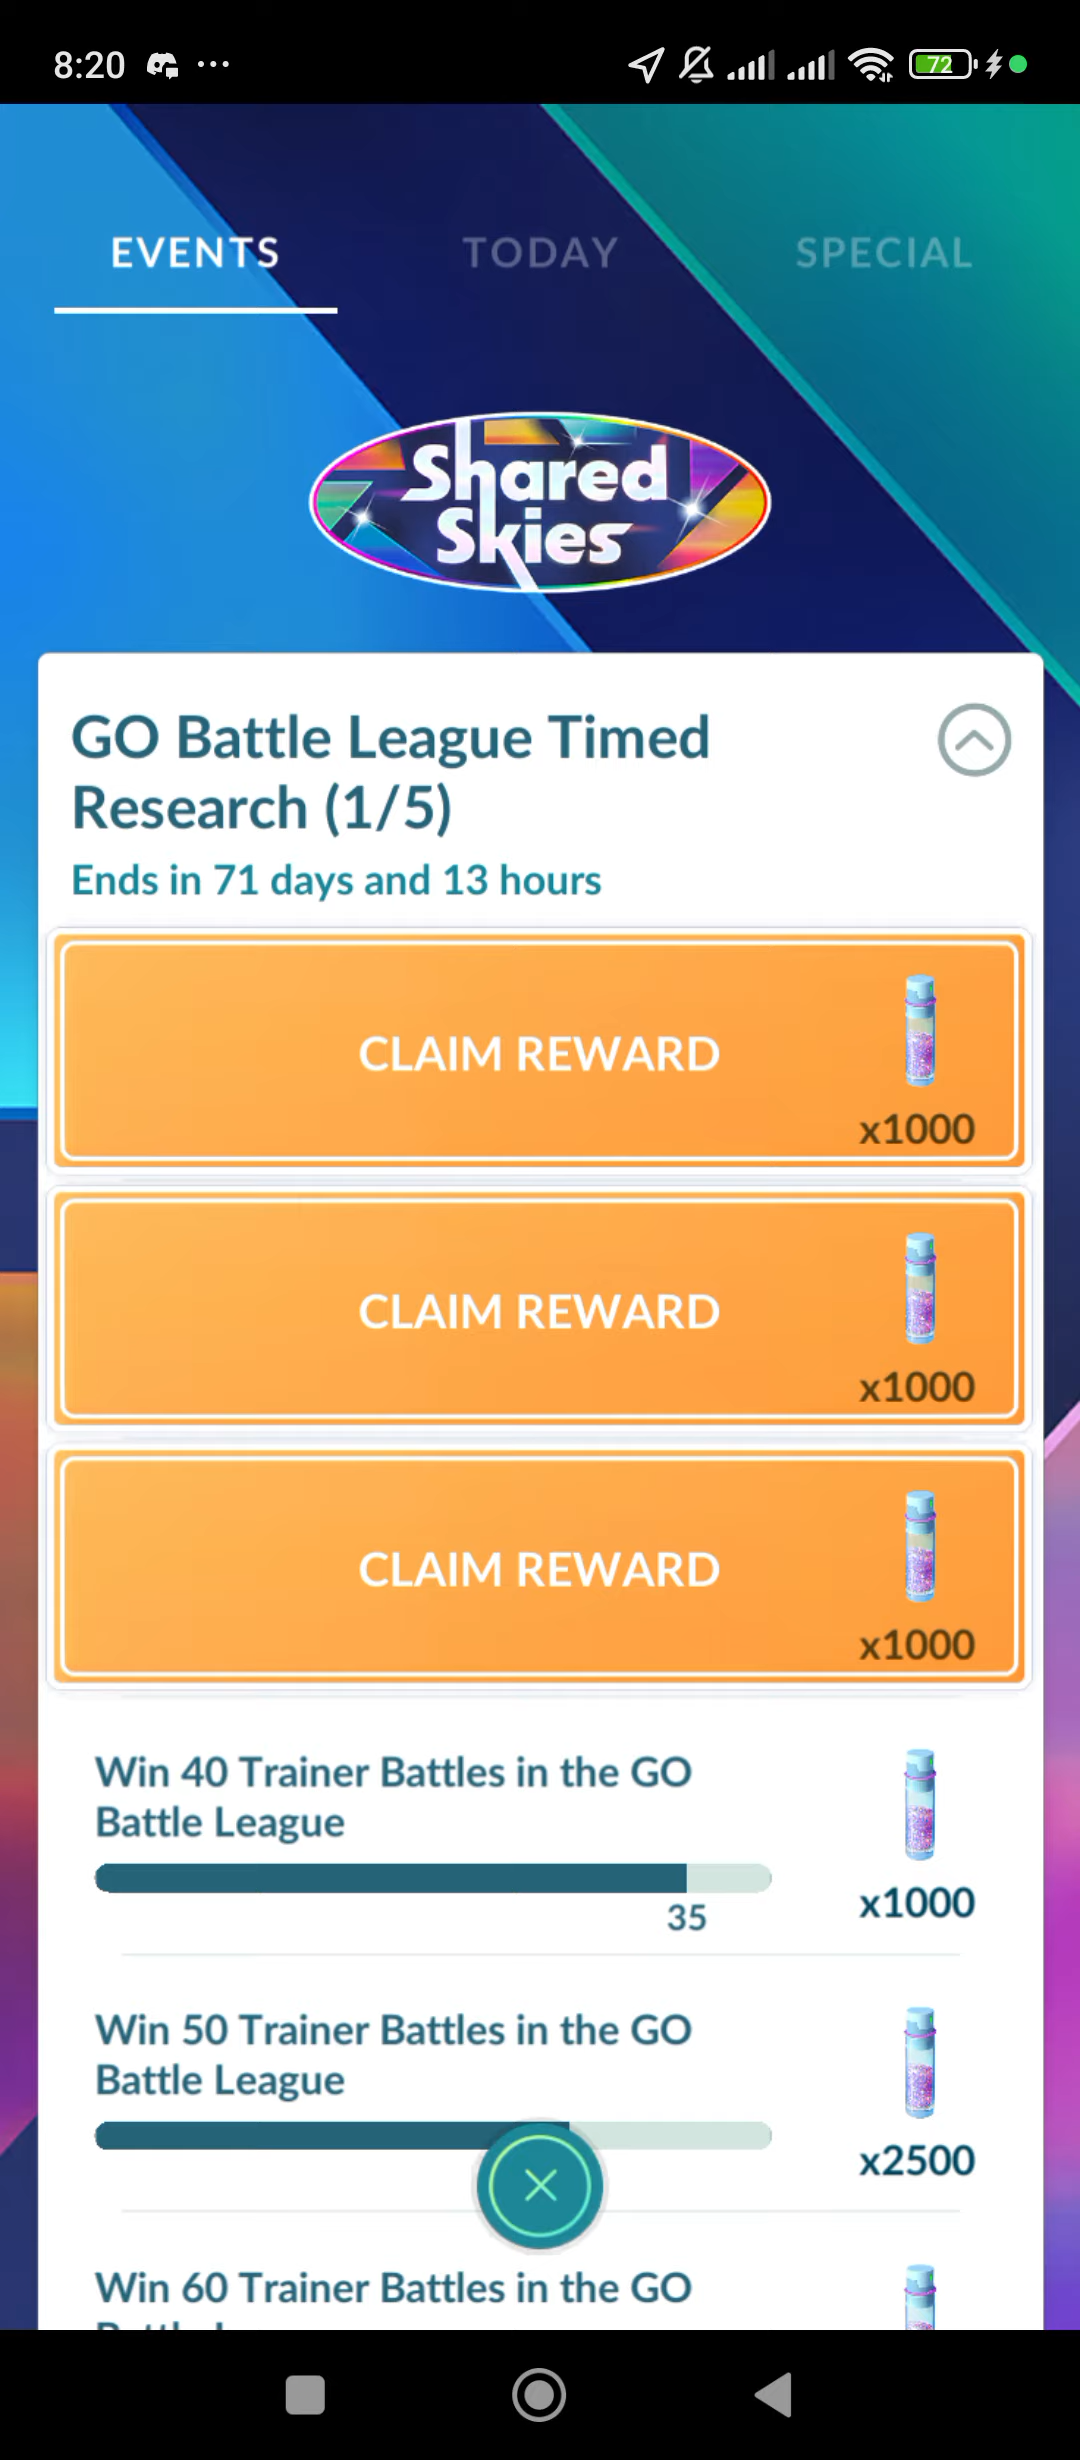 8:20
72
EVENTS
TODAY
SPECIAL
Shared
Skies
GO Battle League Timed
Research (1/5)
Ends in 71 days and 13 hours
CLAIM REWARD
x1000
CLAIM REWARD
x1000
CLAIM REWARD
x1000
Win 40 Trainer Battles in the GO
Battle League
35
x1000
Win 50 Trainer Battles in the GO
Battle League
x2500
Win 60 Trainer Battles in the GO